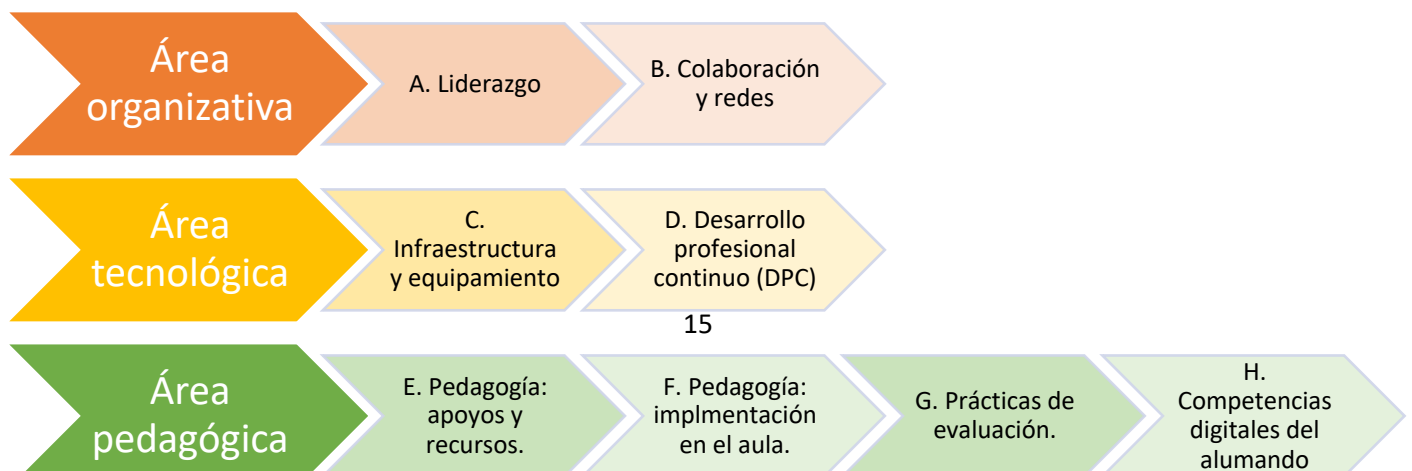 Área
organizativa
A. Liderazgo
B. Colaboración
y redes
Área
tecnológica
C.
Infraestructura
y equipamiento
D. Desarrollo
profesional
continuo (DPC)
15
Área
pedagógica
E. Pedagogía:
apoyos y
recursos.
F. Pedagogía:
implmentación
en el aula.
G. Prácticas de
evaluación.
H.
Competencias
digitales del
alumando